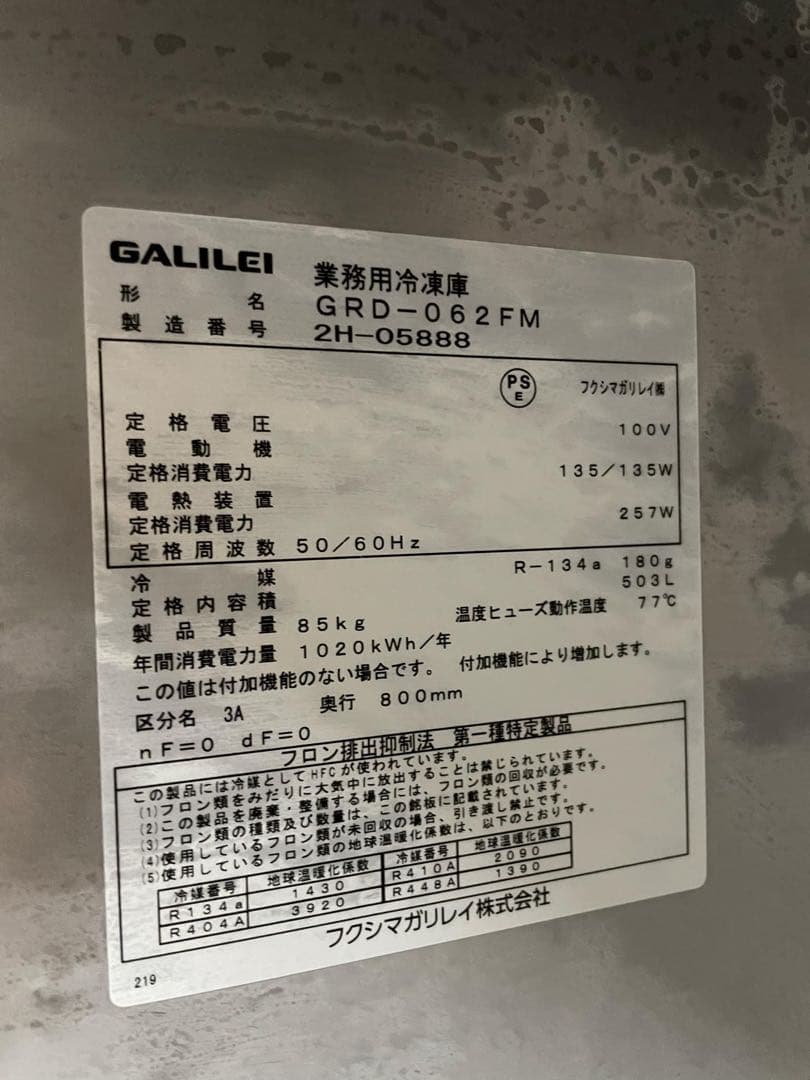 GALILEI 業務用冷凍庫
形名 GRD-062FM
製造番号 2H-05888
PS E フクシマガリレイ㈱
定格電圧 100V
電動機
定格消費電力 135/135W
電熱装置
定格消費電力 257W
定格周波数 50/60Hz
冷媒 R-134a 180g
定格内容積 503L
製品質量 85kg 温度ヒューズ動作温度 77℃
年間消費電力量 1020kWh/年
この値は付加機能のない場合です。 付加機能により増加します。
区分名 3A 奥行 800mm
nF=0 dF=0
フロン排出抑制法 第一種特定製品
この製品には冷媒としてHFCが使われています。
(1)フロン類をみだりに大気中に放出することは禁じられています。
(2)この製品を廃棄・整備する場合には、フロン類の回収が必要です。
(3)フロン類の種類及び数量は、この銘板に記載されています。
(4)使用しているフロン類が未回収の場合、引き渡し禁止です。
(5)使用しているフロン類の地球温暖化係数は、以下のとおりです。
冷媒番号 地球温暖化係数 冷媒番号 地球温暖化係数
R134a 1430 R410A 2090
R404A 3920 R448A 1390
フクシマガリレイ株式会社
219